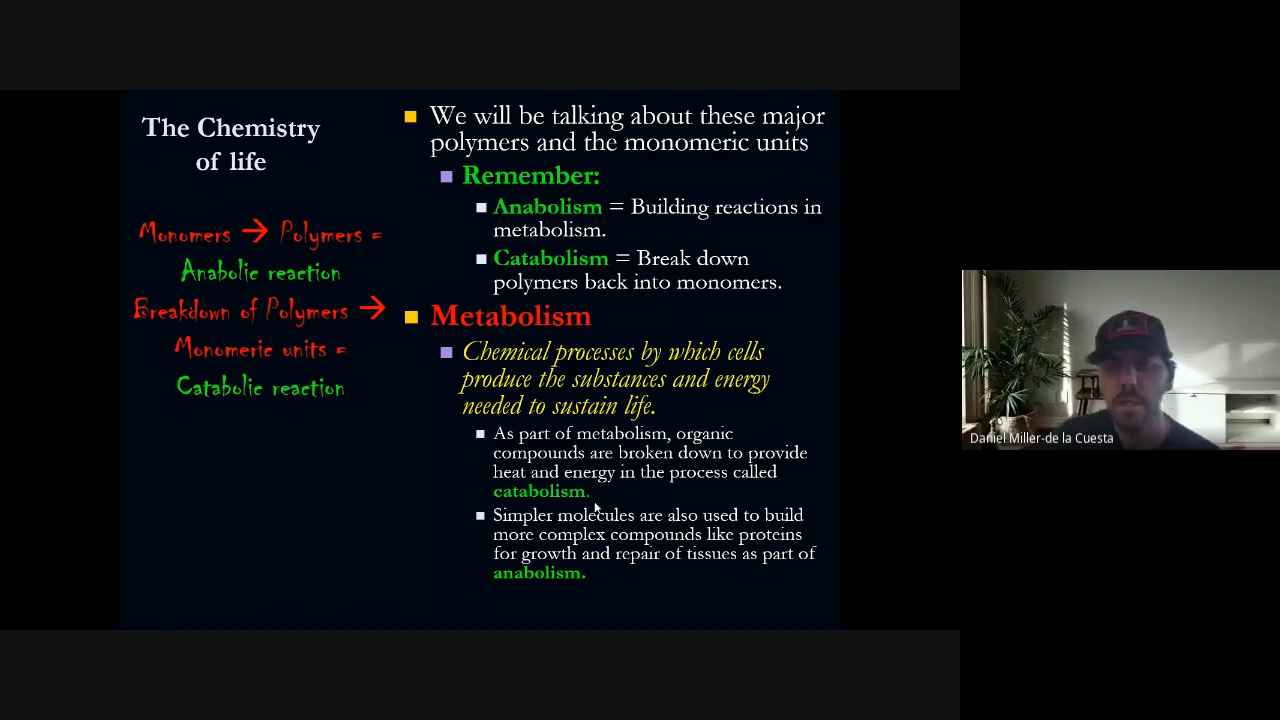 The Chemistry
of life
Monomers → Polymers =
Anabolic reaction
Breakdown of Polymers →
Monomeric units =
Catabolic reaction
We will be talking about these major
polymers and the monomeric units
Remember:
Anabolism = Building reactions in
metabolism.
Catabolism = Break down
polymers back into monomers.
Metabolism
Chemical processes by which cells
produce the substances and energy
needed to sustain life.
As part of metabolism, organic
compounds are broken down to provide
heat and energy in the process called
catabolism.
Simpler molecules are also used to build
more complex compounds like proteins
for growth and repair of tissues as part of
anabolism.
Daniel Miller-de la Cuesta